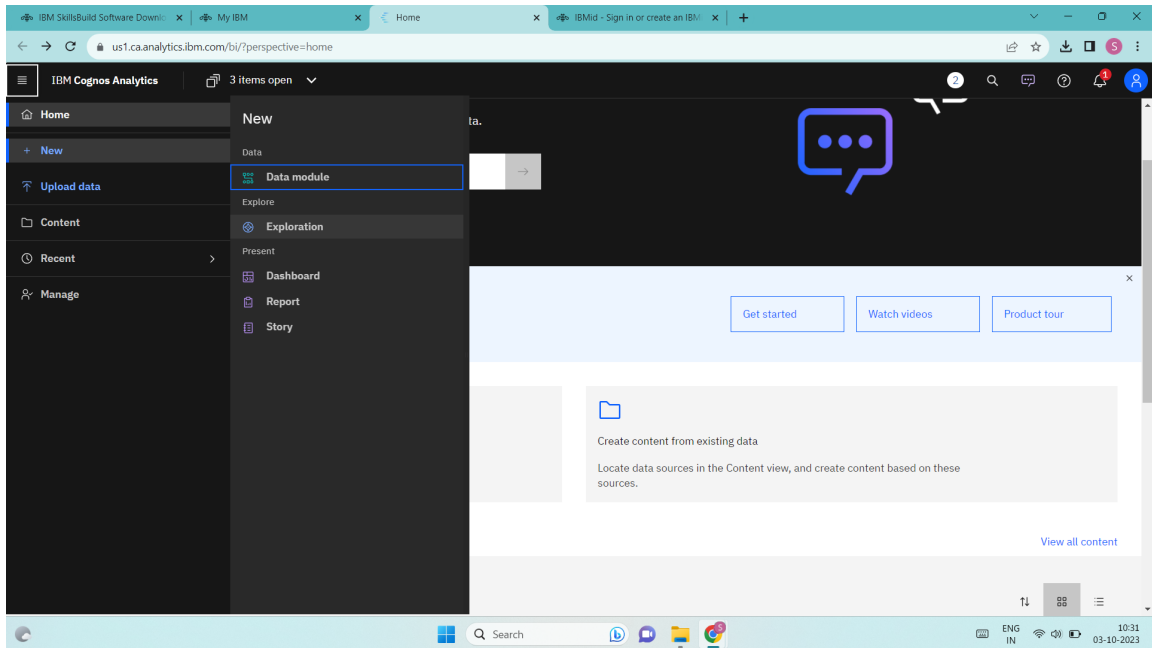 IBM SkillsBuild Software Downlo
My IBM
Home
IBMid - Sign in or create an IBM
us1.ca.analytics.ibm.com/bi/?perspective=home
S
IBM Cognos Analytics
3 items open
2
1
Home
New
Upload data
Content
Recent
Manage
New
Data
Data module
Explore
Exploration
Present
Dashboard
Report
Story
ta.
Get started
Watch videos
Product tour
Create content from existing data
Locate data sources in the Content view, and create content based on these
sources.
View all content
Search
S
ENG
IN
10:31
03-10-2023